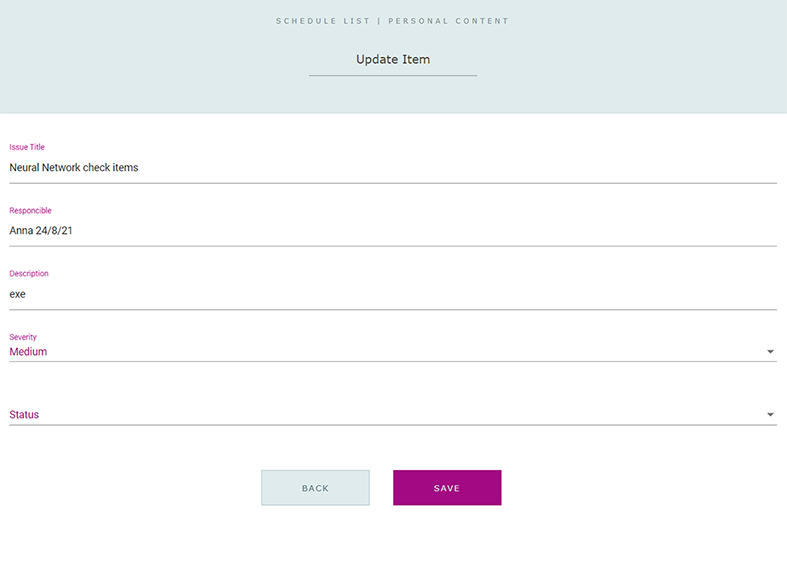 SCHEDULE LIST | PERSONAL CONTENT
Update Item
Issue Title
Neural Network check items
Responcible
Anna 24/8/21
Description
exe
Severity
Medium
Status
BACK
SAVE